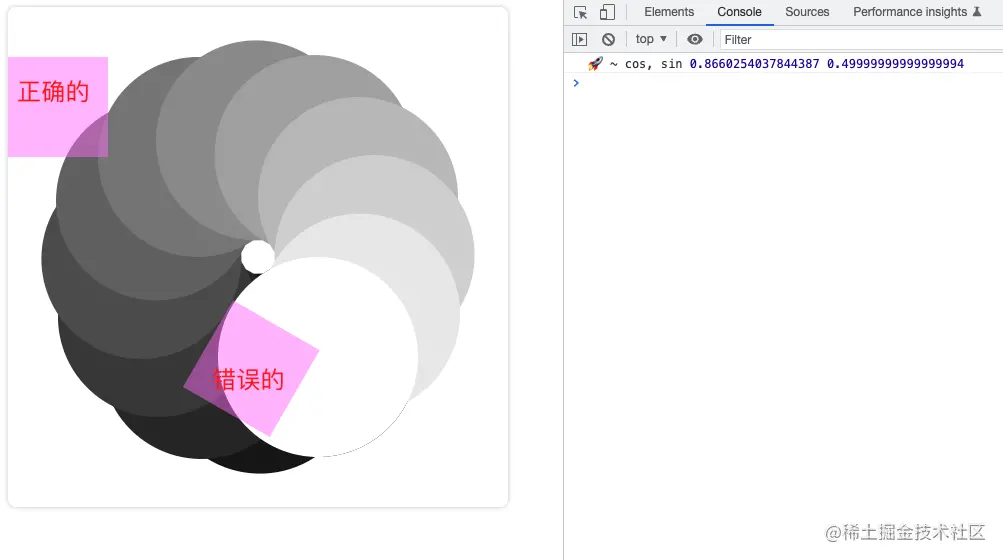 Elements Console Sources Performance insights
top Filter
正确的
🚀 ~ cos, sin 0.8660254037844387 0.49999999999999994
错误的
@稀土掘金技术社区